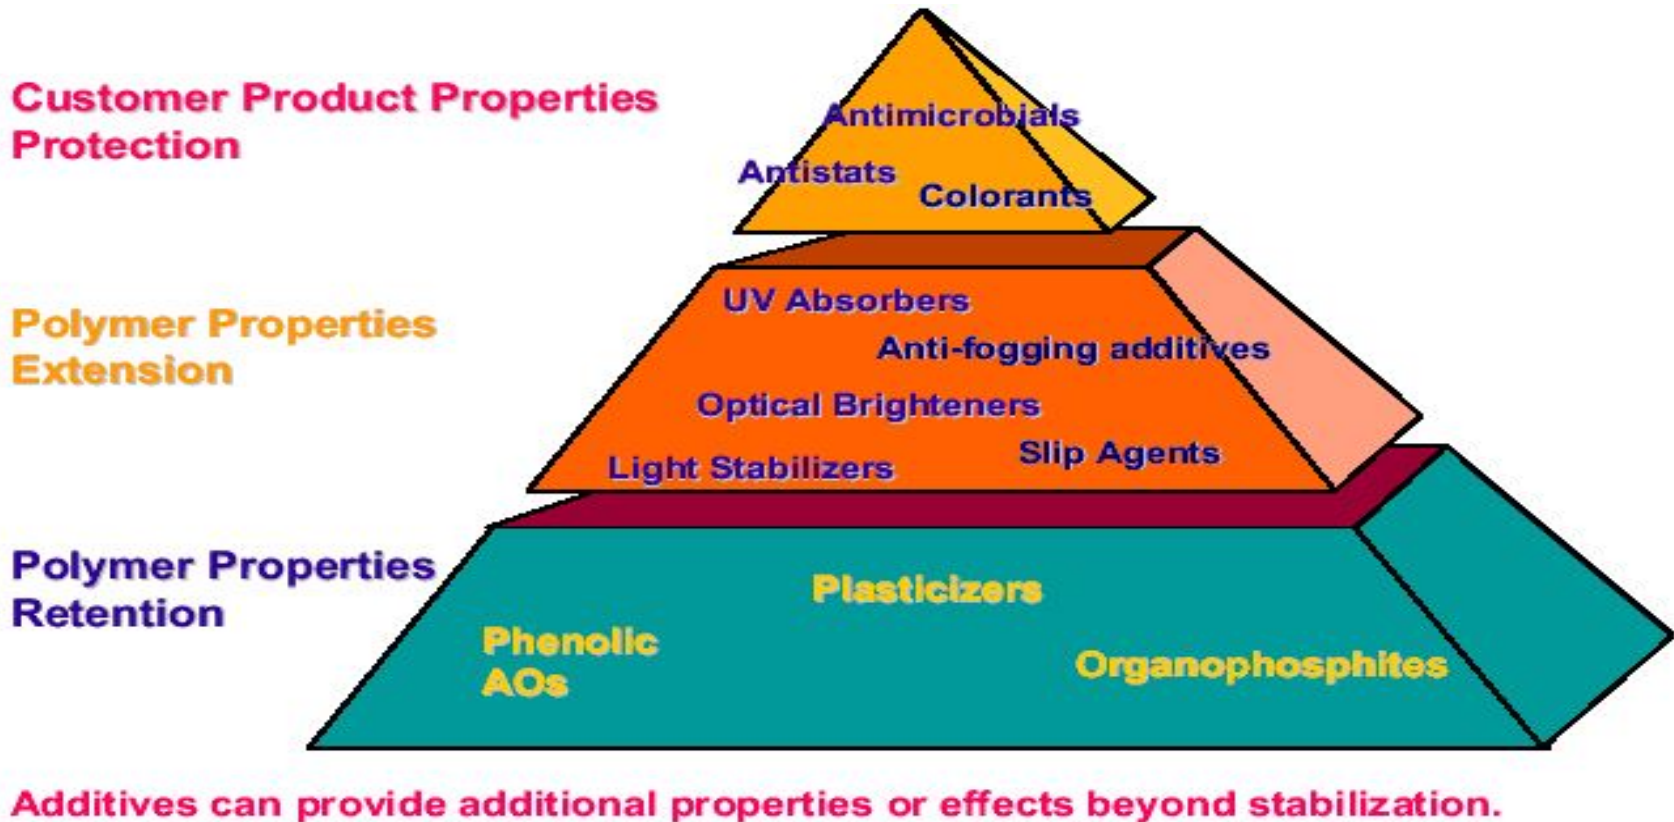 Customer Product Properties
Protection
Antimicrobials
Antistats
Colorants
Polymer Properties
Extension
UV Absorbers
Anti-fogging additives
Optical Brighteners
Slip Agents
Light Stabilizers
Polymer Properties
Retention
Plasticizers
Phenolic
AOs
Organophosphites
Additives can provide additional properties or effects beyond stabilization.